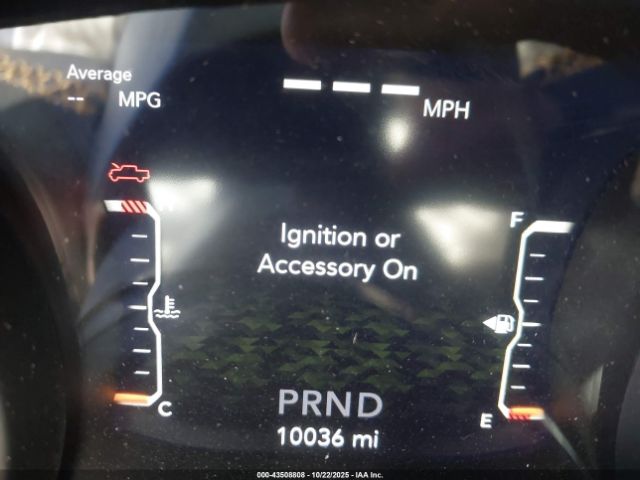 Average
-- MPG
--- MPH
H
F
Ignition or
Accessory On
C
E
PRND
10036 mi
000-43508808 - 10/22/2025 - IAA Inc.